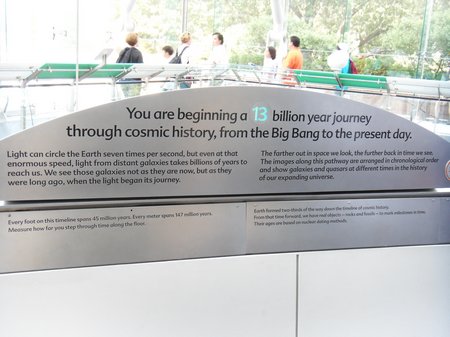 You are beginning a 13 billion year journey
through cosmic history, from the Big Bang to the present day.
Light can circle the Earth seven times per second, but even at that
enormous speed, light from distant galaxies takes billions of years to
reach us. We see those galaxies not as they are now, but as they
were long ago, when the light began its journey.
The farther out in space we look, the further back in time we see.
The images along this pathway are arranged in chronological order
and show galaxies and quasars at different times in the history
of our expanding universe.
Every foot on this timeline spans 45 million years. Every meter spans 147 million years.
Measure how far you step through time along the floor.
Earth formed two-thirds of the way down the timeline of cosmic history.
From that time forward, we have real objects – rocks and fossils – to mark milestones in time.
Their ages are based on nuclear dating methods.